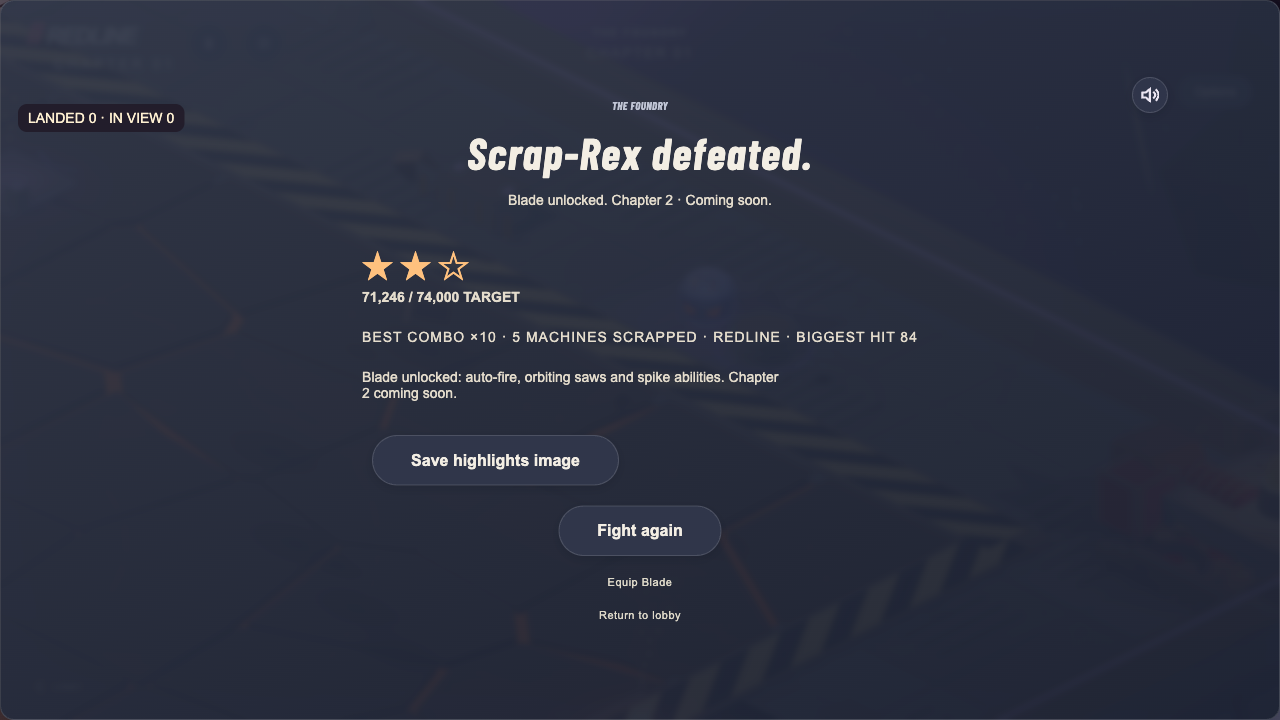 LANDED 0 · IN VIEW 0
THE FOUNDRY
Scrap-Rex defeated.
Blade unlocked. Chapter 2 · Coming soon.
71,246 / 74,000 TARGET
BEST COMBO ×10 · 5 MACHINES SCRAPPED · REDLINE · BIGGEST HIT 84
Blade unlocked: auto-fire, orbiting saws and spike abilities. Chapter
2 coming soon.
Save highlights image
Fight again
Equip Blade
Return to lobby